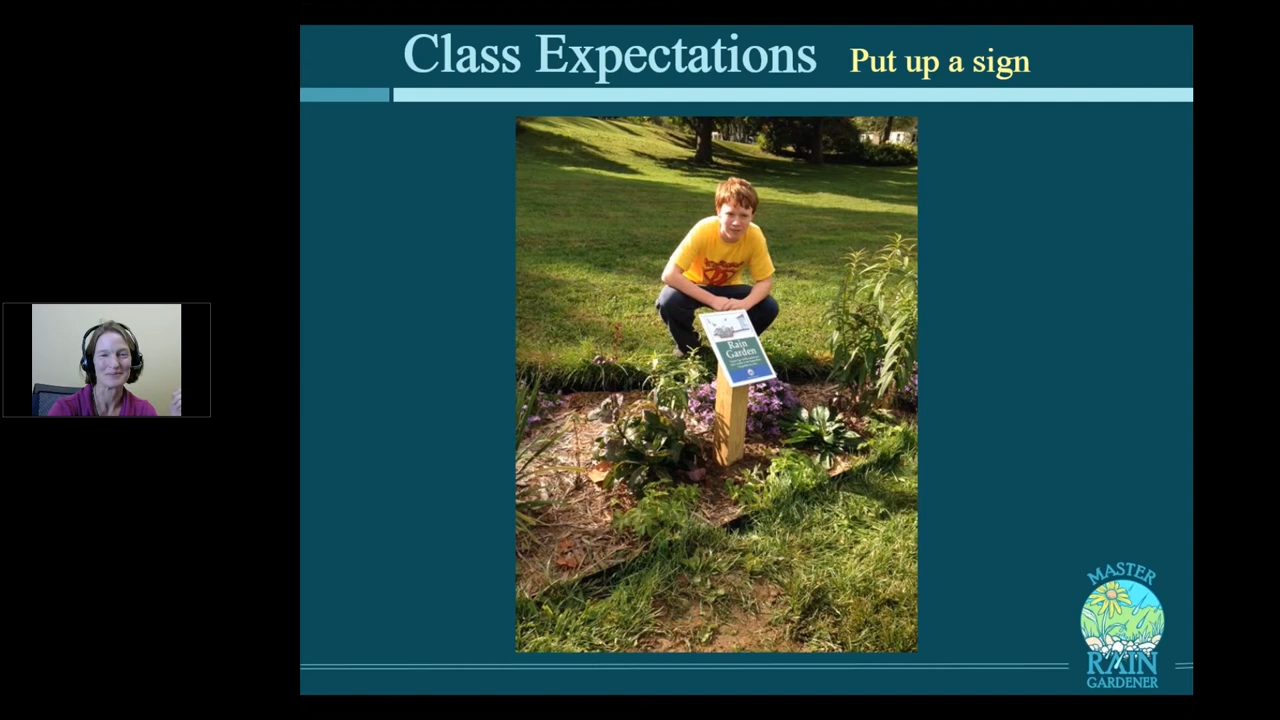 Class Expectations Put up a sign
Rain
Garden
MASTER
RAIN
GARDENER